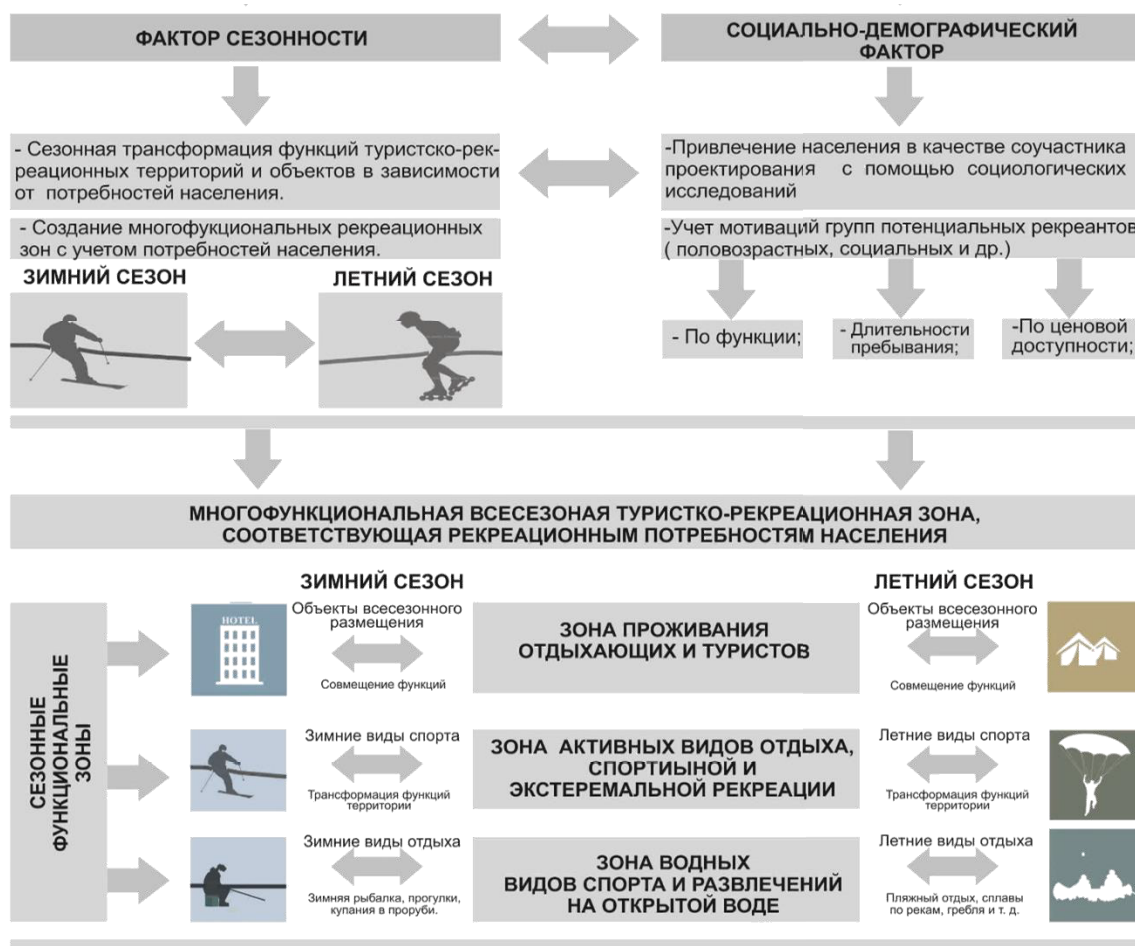 ФАКТОР СЕЗОННОСТИ
СОЦИАЛЬНО-ДЕМОГРАФИЧЕСКИЙ
ФАКТОР
- Сезонная трансформация функций туристско-рек-
реационных территорий и объектов в зависимости
от потребностей населения.
-Привлечение населения в качестве соучастника
проектирования с помощью социологических
исследований
- Создание многофукциональных рекреационных
зон с учетом потребностей населения.
-Учет мотиваций групп потенциальных рекреантов
( половозрастных, социальных и др.)
ЗИМНИЙ СЕЗОН
ЛЕТНИЙ СЕЗОН
- По функции;
- Длительности
пребывания;
-По ценовой
доступности;
МНОГОФУНКЦИОНАЛЬНАЯ ВСЕСЕЗОНАЯ ТУРИСТКО-РЕКРЕАЦИОННАЯ ЗОНА,
СООТВЕТСТВУЮЩАЯ РЕКРЕАЦИОННЫМ ПОТРЕБНОСТЯМ НАСЕЛЕНИЯ
ЗИМНИЙ СЕЗОН
ЛЕТНИЙ СЕЗОН
СЕЗОННЫЕ
ФУНКЦИОНАЛЬНЫЕ
ЗОНЫ
HOTEL
Объекты всесезонного
размещения
Совмещение функций
ЗОНА ПРОЖИВАНИЯ
ОТДЫХАЮЩИХ И ТУРИСТОВ
Объекты всесезонного
размещения
Совмещение функций
Зимние виды спорта
Трансформация функций
территории
ЗОНА АКТИВНЫХ ВИДОВ ОТДЫХА,
СПОРТИЫНОЙ И
ЭКСТЕРЕМАЛЬНОЙ РЕКРЕАЦИИ
Летние виды спорта
Трансформация функций
территории
Зимние виды отдыха
Зимняя рыбалка, прогулки,
купания в проруби.
ЗОНА ВОДНЫХ
ВИДОВ СПОРТА И РАЗВЛЕЧЕНИЙ
НА ОТКРЫТОЙ ВОДЕ
Летние виды отдыха
Пляжный отдых, сплавы
по рекам, гребля и т. д.